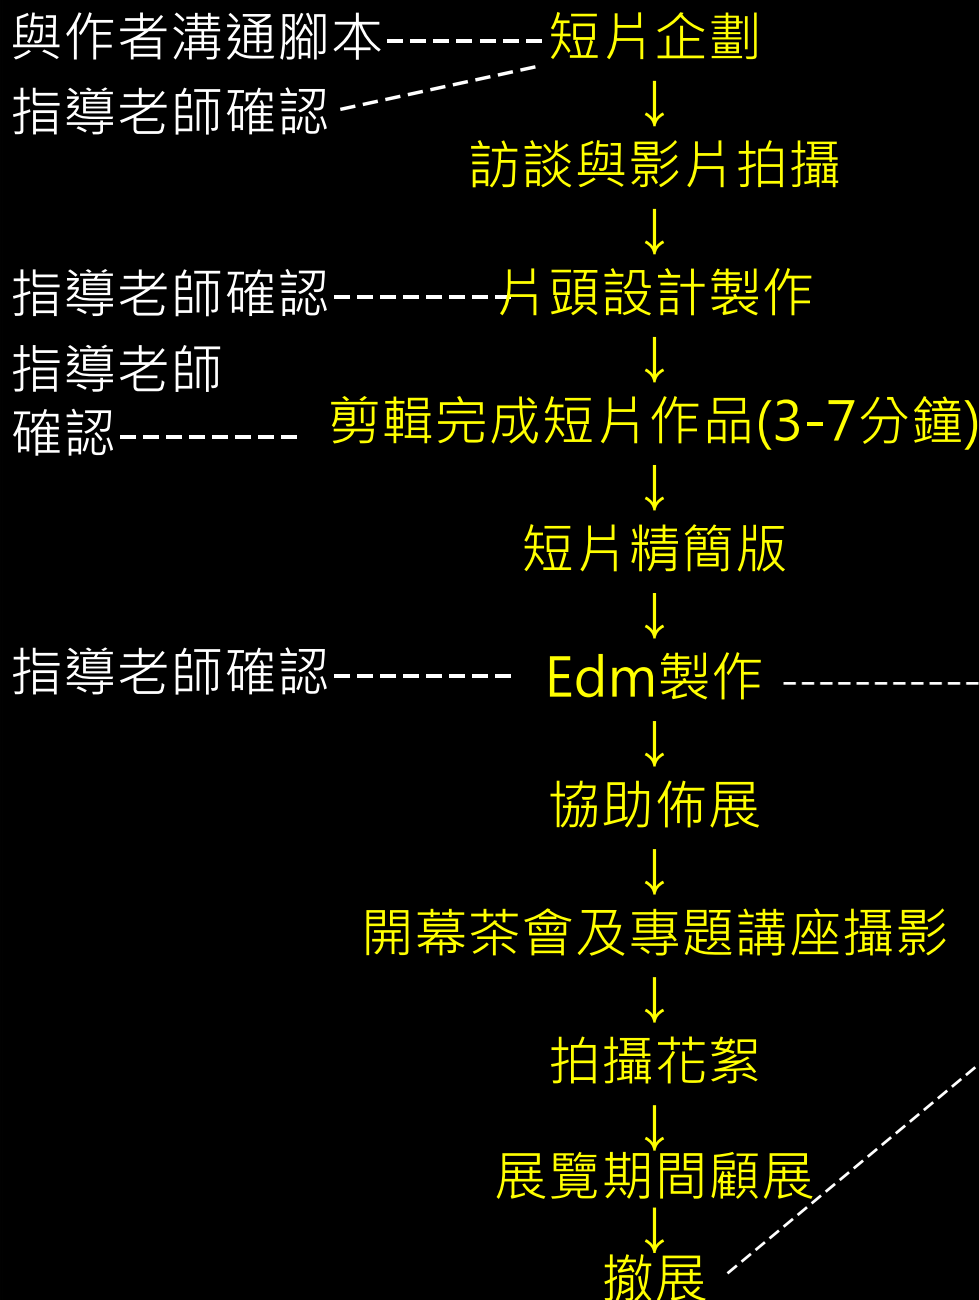 與作者溝通腳本
短片企劃
指導老師確認
↓
訪談與影片拍攝
↓
指導老師確認
片頭設計製作
↓
指導老師
確認
剪輯完成短片作品(3-7分鐘)
↓
短片精簡版
↓
指導老師確認
Edm製作
↓
協助佈展
↓
開幕茶會及專題講座攝影
↓
拍攝花絮
↓
展覽期間顧展
↓
撤展